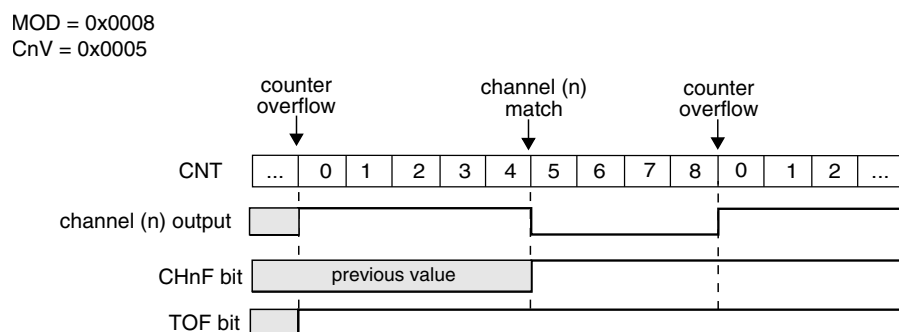 MOD = 0x0008
CnV = 0x0005
counter
overflow
channel (n)
match
counter
overflow
CNT ... 0 1 2 3 4 5 6 7 8 0 1 2 ...
channel (n) output
CHnF bit previous value
TOF bit